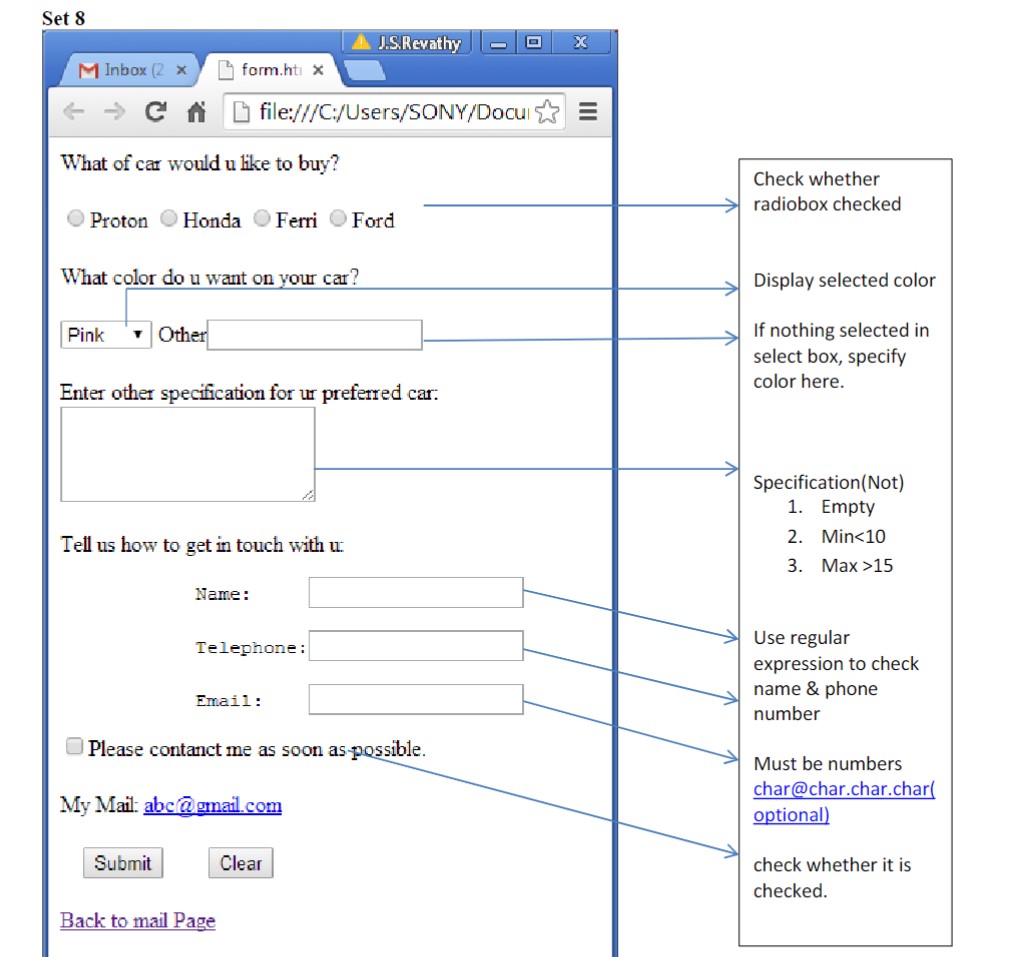 Set 8
J.S.Revathy
Inbox (2
form.ht
file:///C:/Users/SONY/Docu
What of car would u like to buy?
Proton Honda Ferri Ford
What color do u want on your car?
Pink Other
Enter other specification for ur preferred car:
Tell us how to get in touch with u:
Name:
Telephone:
Email:
Please contanct me as soon as possible.
My Mail: abc@gmail.com
Submit Clear
Back to mail Page
Check whether
radiobox checked
Display selected color
If nothing selected in
select box, specify
color here.
Specification(Not)
1. Empty
2. Min<10
3. Max >15
Use regular
expression to check
name & phone
number
Must be numbers
char@char.char.char(
optional)
check whether it is
checked.